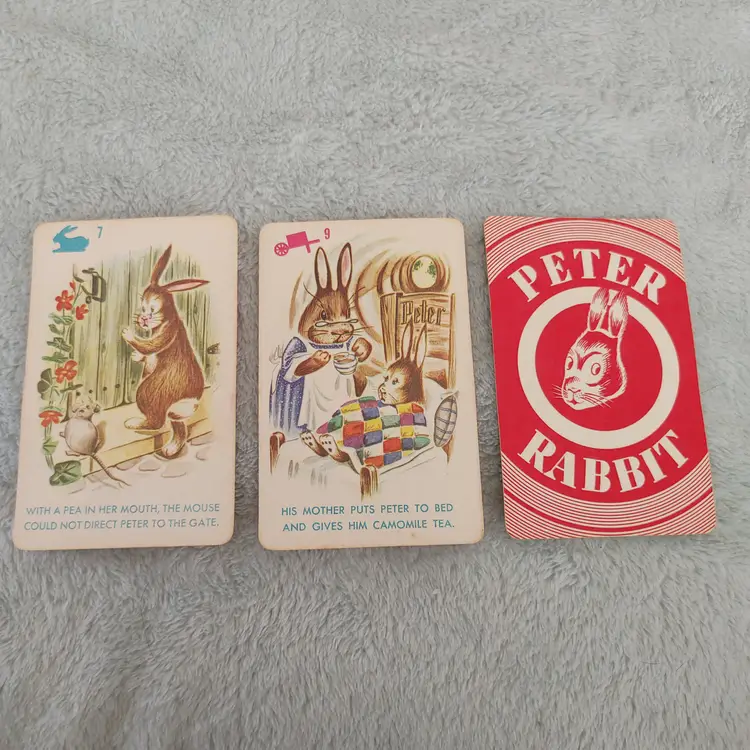 7
WITH A PEA IN HER MOUTH, THE MOUSE
COULD NOT DIRECT PETER TO THE GATE.
9
Peter
HIS MOTHER PUTS PETER TO BED
AND GIVES HIM CAMOMILE TEA.
PETER
RABBIT